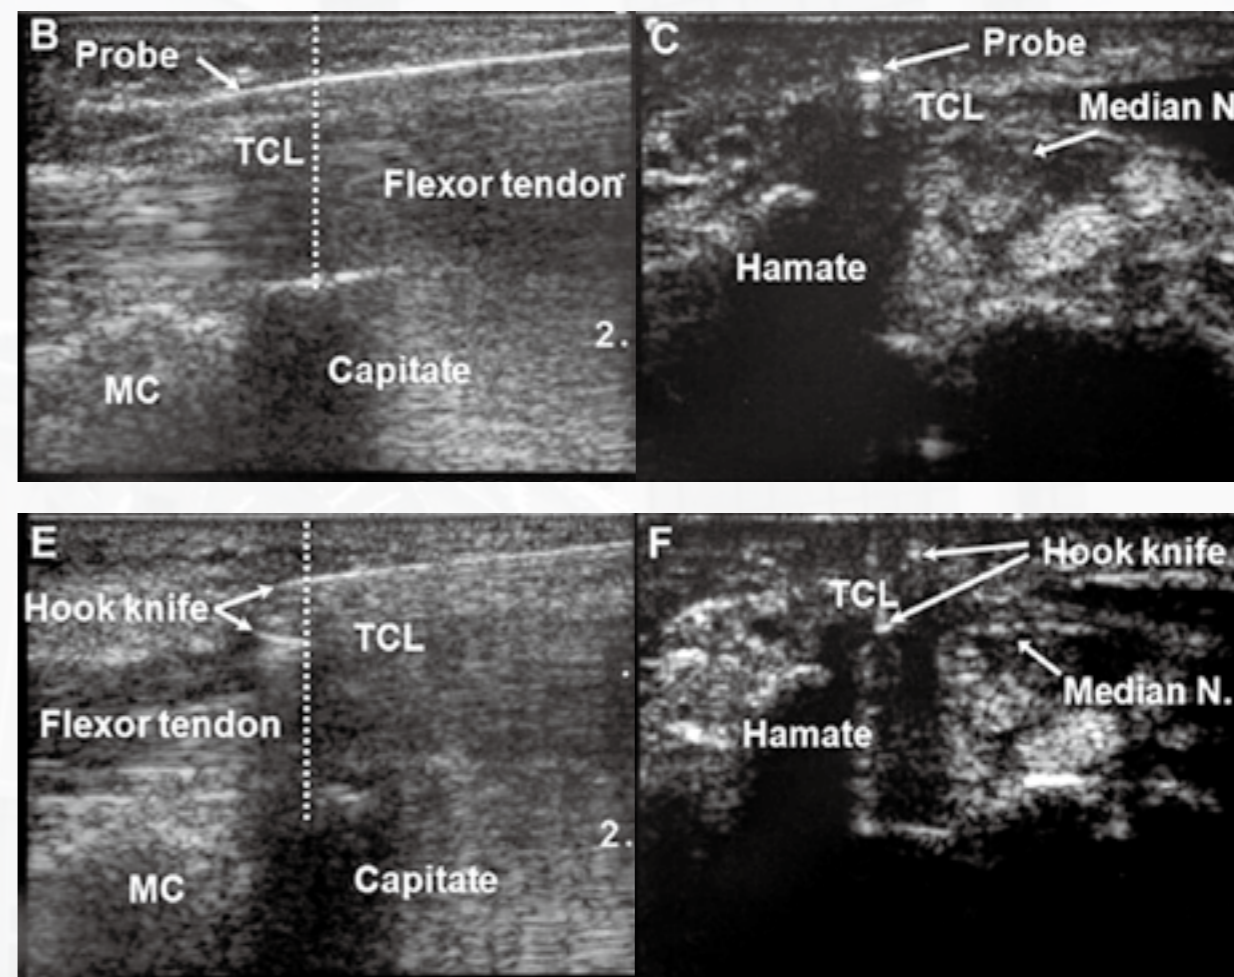 B
Probe
TCL
Flexor tendon
2.
Capitate
MC
C
Probe
TCL
Median N
Hamate
E
Hook knife
TCL
Flexor tendon
2.
Capitate
MC
F
Hook knife
TCL
Median N.
Hamate